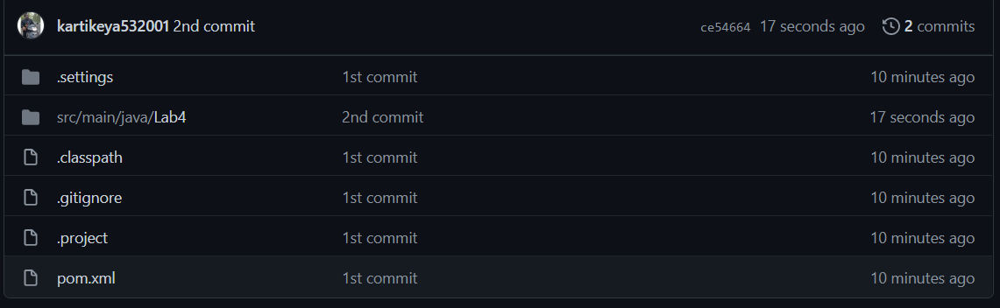 kartikeya532001 2nd commit ce54664 17 seconds ago 2 commits
.settings 1st commit 10 minutes ago
src/main/java/Lab4 2nd commit 17 seconds ago
.classpath 1st commit 10 minutes ago
.gitignore 1st commit 10 minutes ago
.project 1st commit 10 minutes ago
pom.xml 1st commit 10 minutes ago